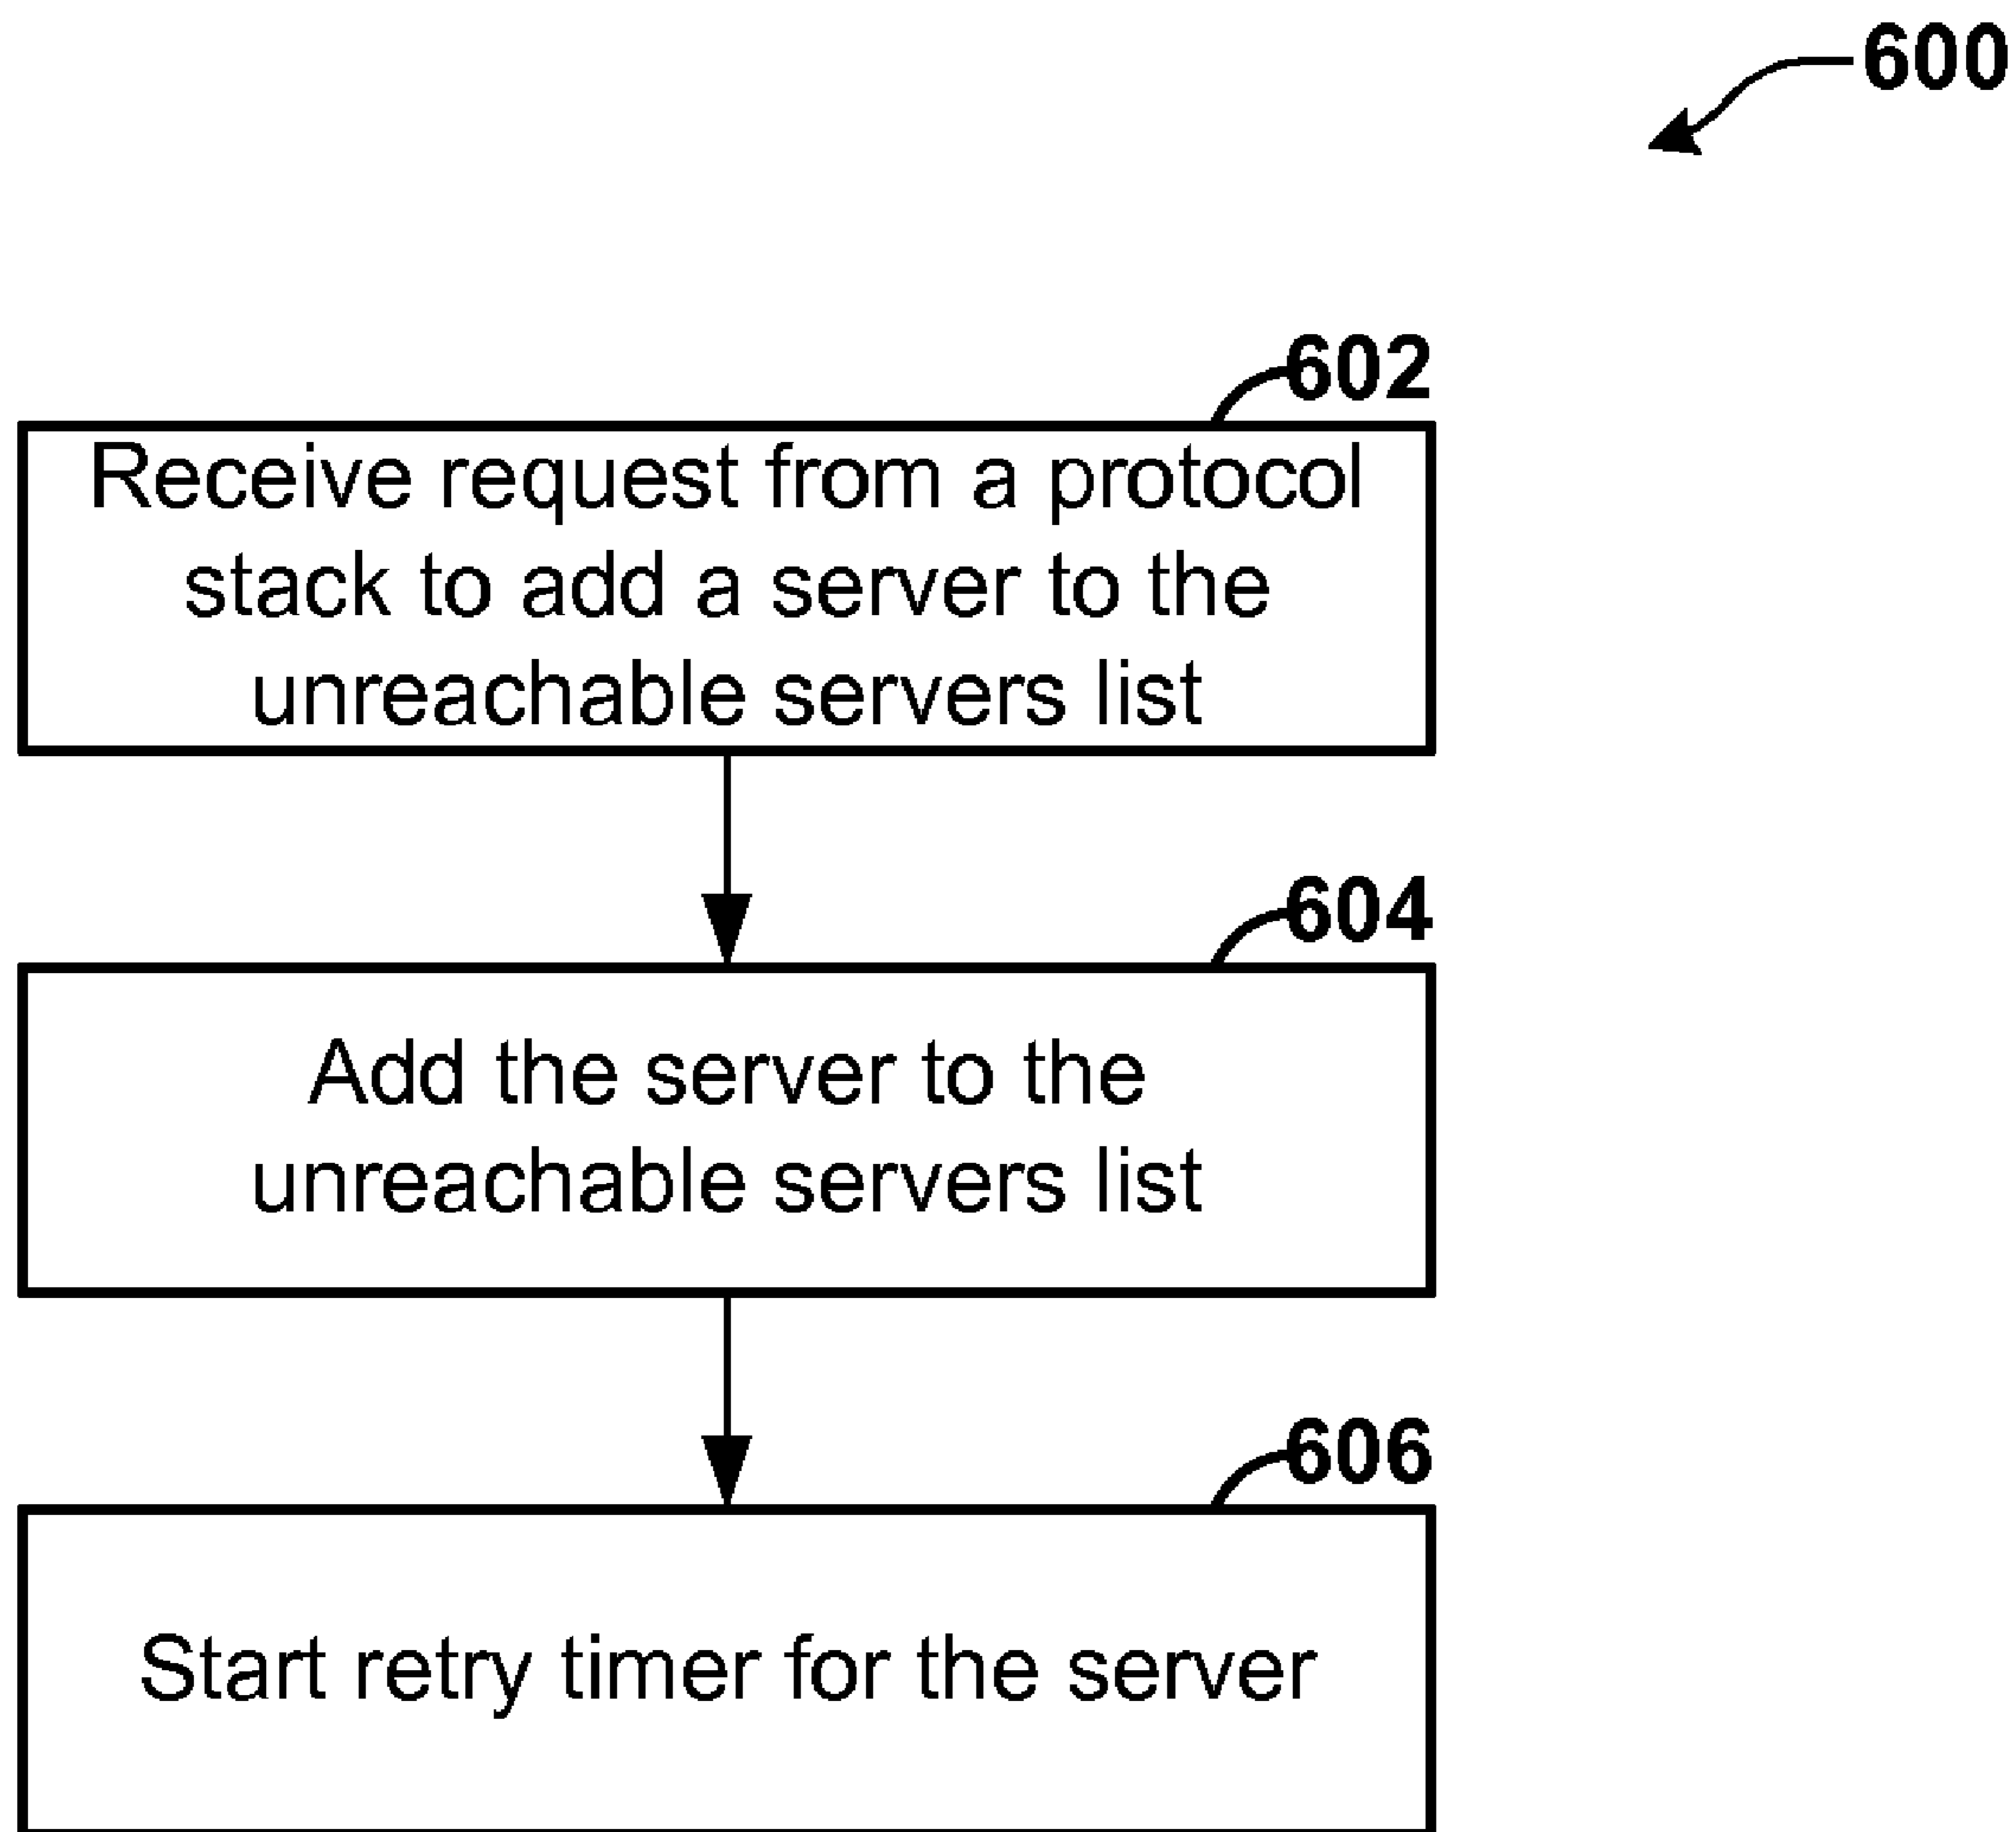 600
602
Receive request from a protocol
stack to add a server to the
unreachable servers list
604
Add the server to the
unreachable servers list
606
Start retry timer for the server